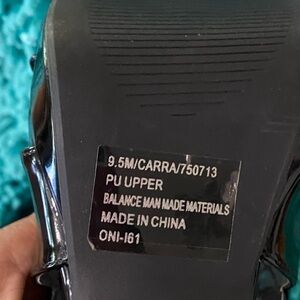 9.5M/CARRA/750713
PU UPPER
BALANCE MAN MADE MATERIALS
MADE IN CHINA
ONI-I61